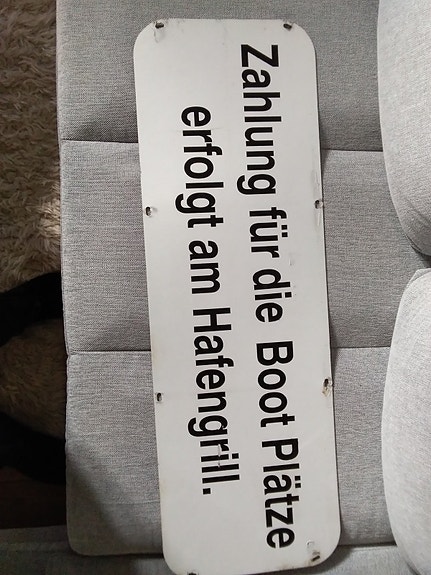 Zahlung für die Boot Plätze
erfolgt am Hafengrill.